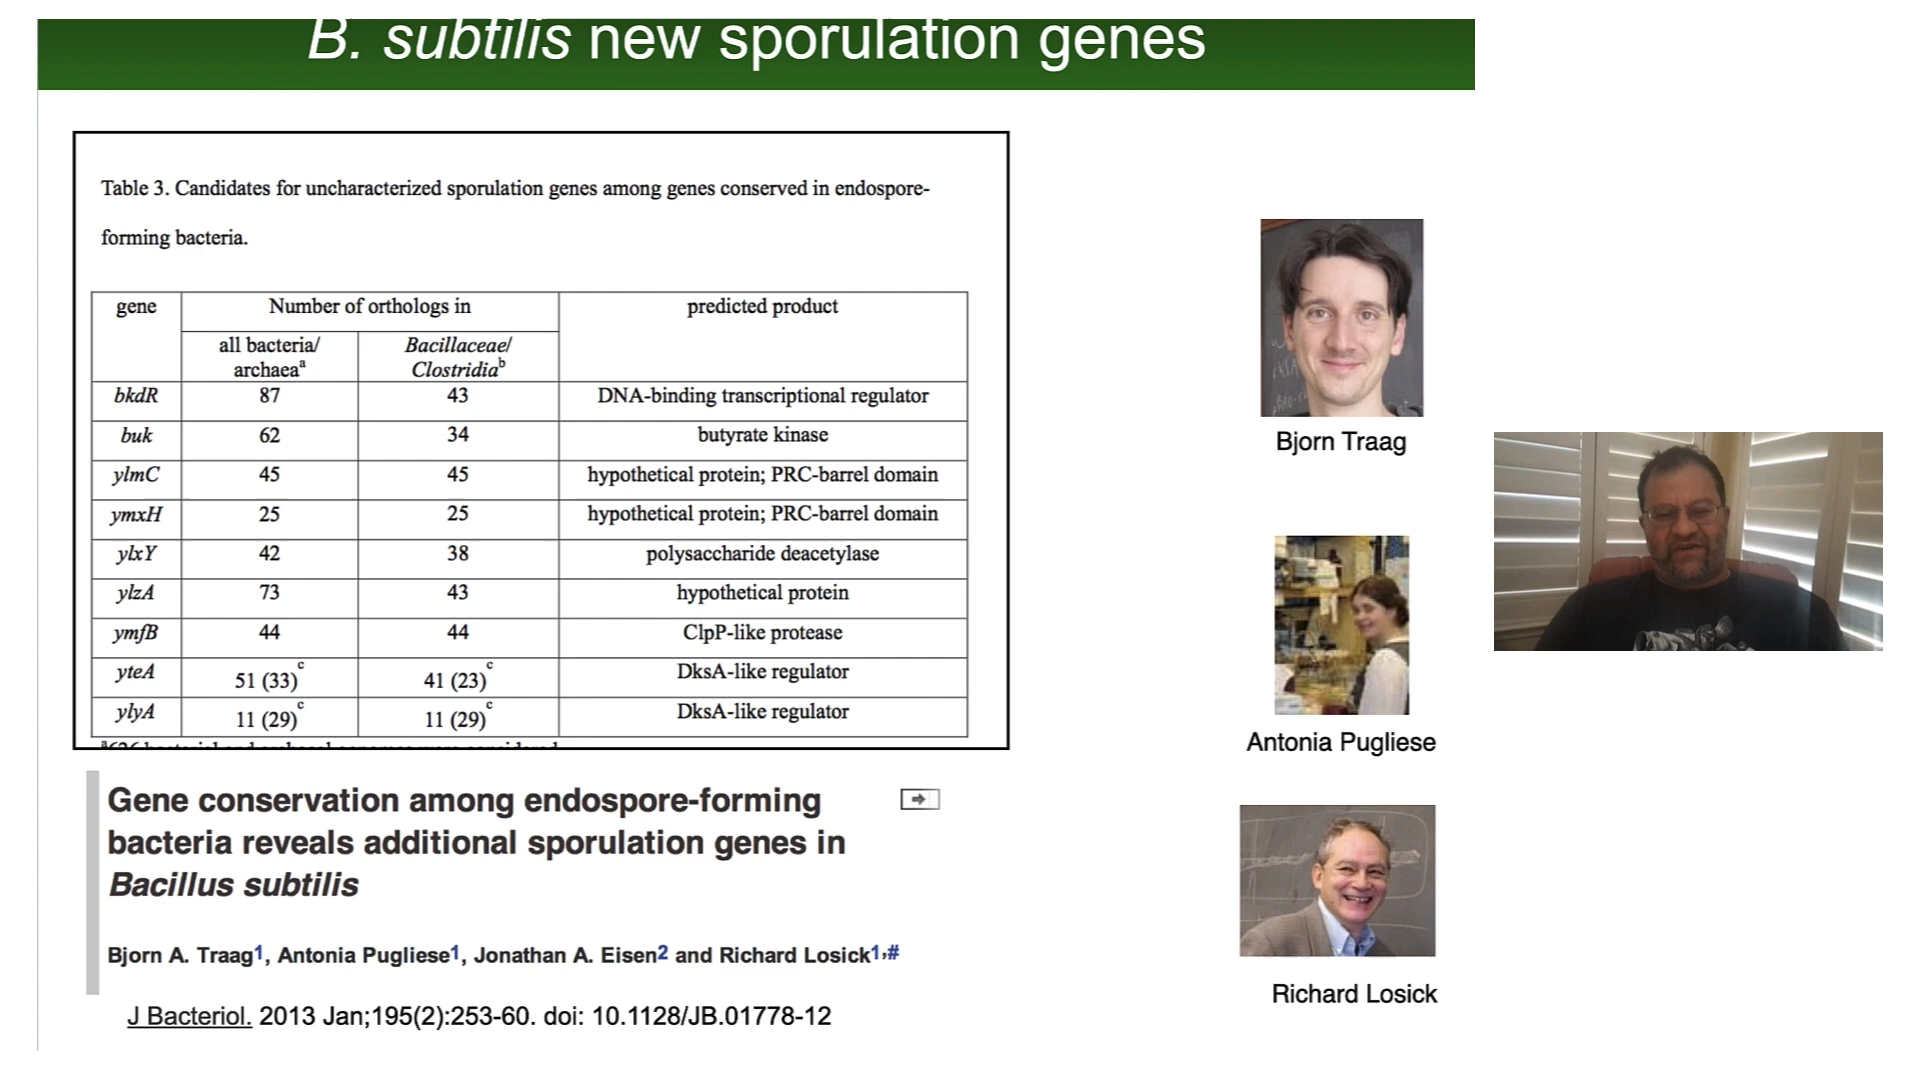 B. subtilis new sporulation genes
Table 3. Candidates for uncharacterized sporulation genes among genes conserved in endospore-
forming bacteria.
gene Number of orthologs in predicted product
all bacteria/ Bacillaceae/
archaea^a Clostridia^b
bkdR 87 43 DNA-binding transcriptional regulator
buk 62 34 butyrate kinase
ylmC 45 45 hypothetical protein; PRC-barrel domain
ymxH 25 25 hypothetical protein; PRC-barrel domain
ylxY 42 38 polysaccharide deacetylase
ylzA 73 43 hypothetical protein
ymfB 44 44 ClpP-like protease
yteA 51 (33)^c 41 (23)^c DksA-like regulator
ylyA 11 (29)^c 11 (29)^c DksA-like regulator
Gene conservation among endospore-forming
bacteria reveals additional sporulation genes in
Bacillus subtilis
Bjorn A. Traag1, Antonia Pugliese1, Jonathan A. Eisen2 and Richard Losick1,#
J Bacteriol. 2013 Jan;195(2):253-60. doi: 10.1128/JB.01778-12
Bjorn Traag
Antonia Pugliese
Richard Losick